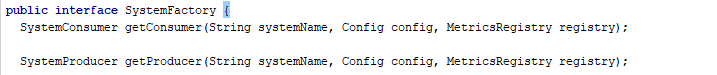 public interface SystemFactory {
SystemConsumer getConsumer(String systemName, Config config, MetricsRegistry registry);
SystemProducer getProducer(String systemName, Config config, MetricsRegistry registry);